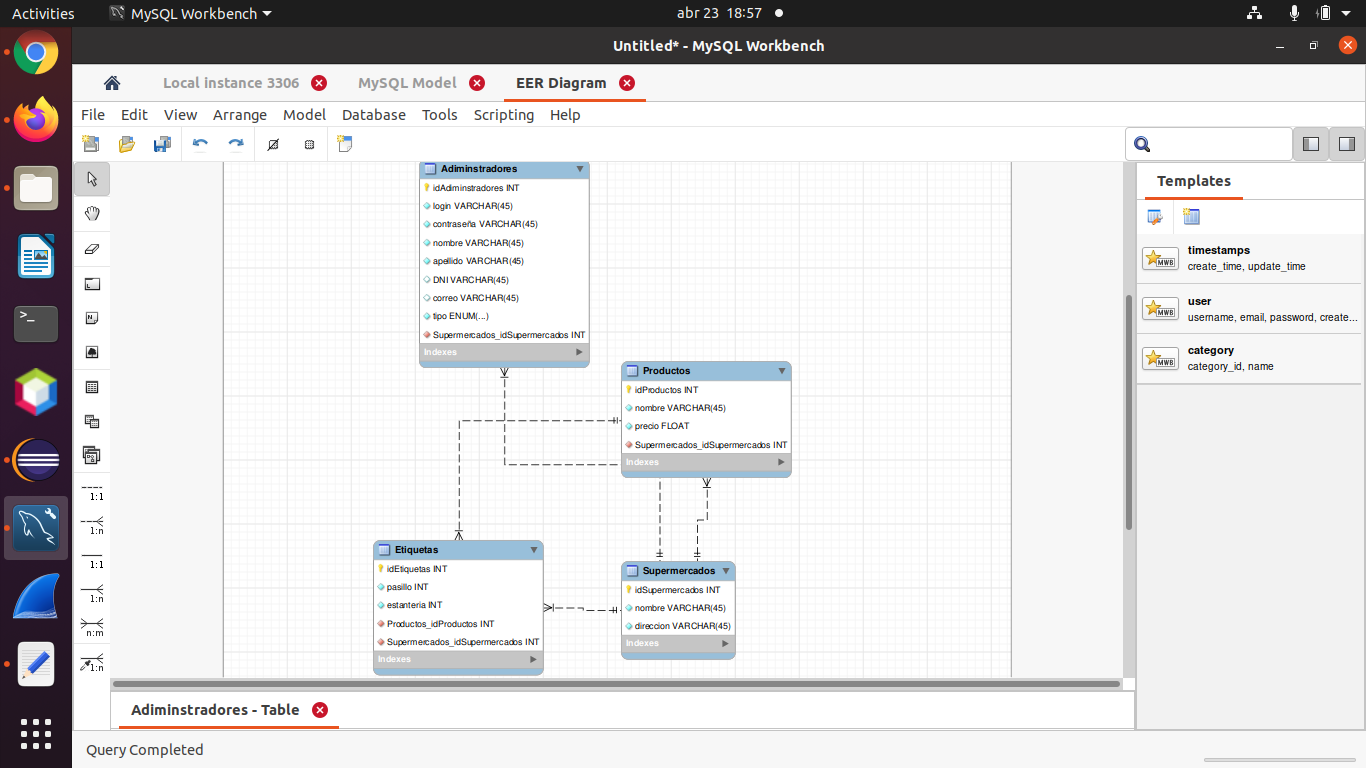 Activities
MySQL Workbench
abr 23 18:57
Untitled* - MySQL Workbench
Local instance 3306
MySQL Model
EER Diagram
File Edit View Arrange Model Database Tools Scripting Help
Templates
timestamps
create_time, update_time
user
username, email, password, create...
category
category_id, name
1:1
1:n
1:1
1:n
n:m
1:n
Adiminstradores
idAdiminstradores INT
login VARCHAR(45)
contraseña VARCHAR(45)
nombre VARCHAR(45)
apellido VARCHAR(45)
DNI VARCHAR(45)
correo VARCHAR(45)
tipo ENUM(...)
Supermercados_idSupermercados INT
Indexes
Productos
idProductos INT
nombre VARCHAR(45)
precio FLOAT
Supermercados_idSupermercados INT
Indexes
Etiquetas
idEtiquetas INT
pasillo INT
estanteria INT
Productos_idProductos INT
Supermercados_idSupermercados INT
Indexes
Supermercados
idSupermercados INT
nombre VARCHAR(45)
direccion VARCHAR(45)
Indexes
Adiminstradores - Table
Query Completed